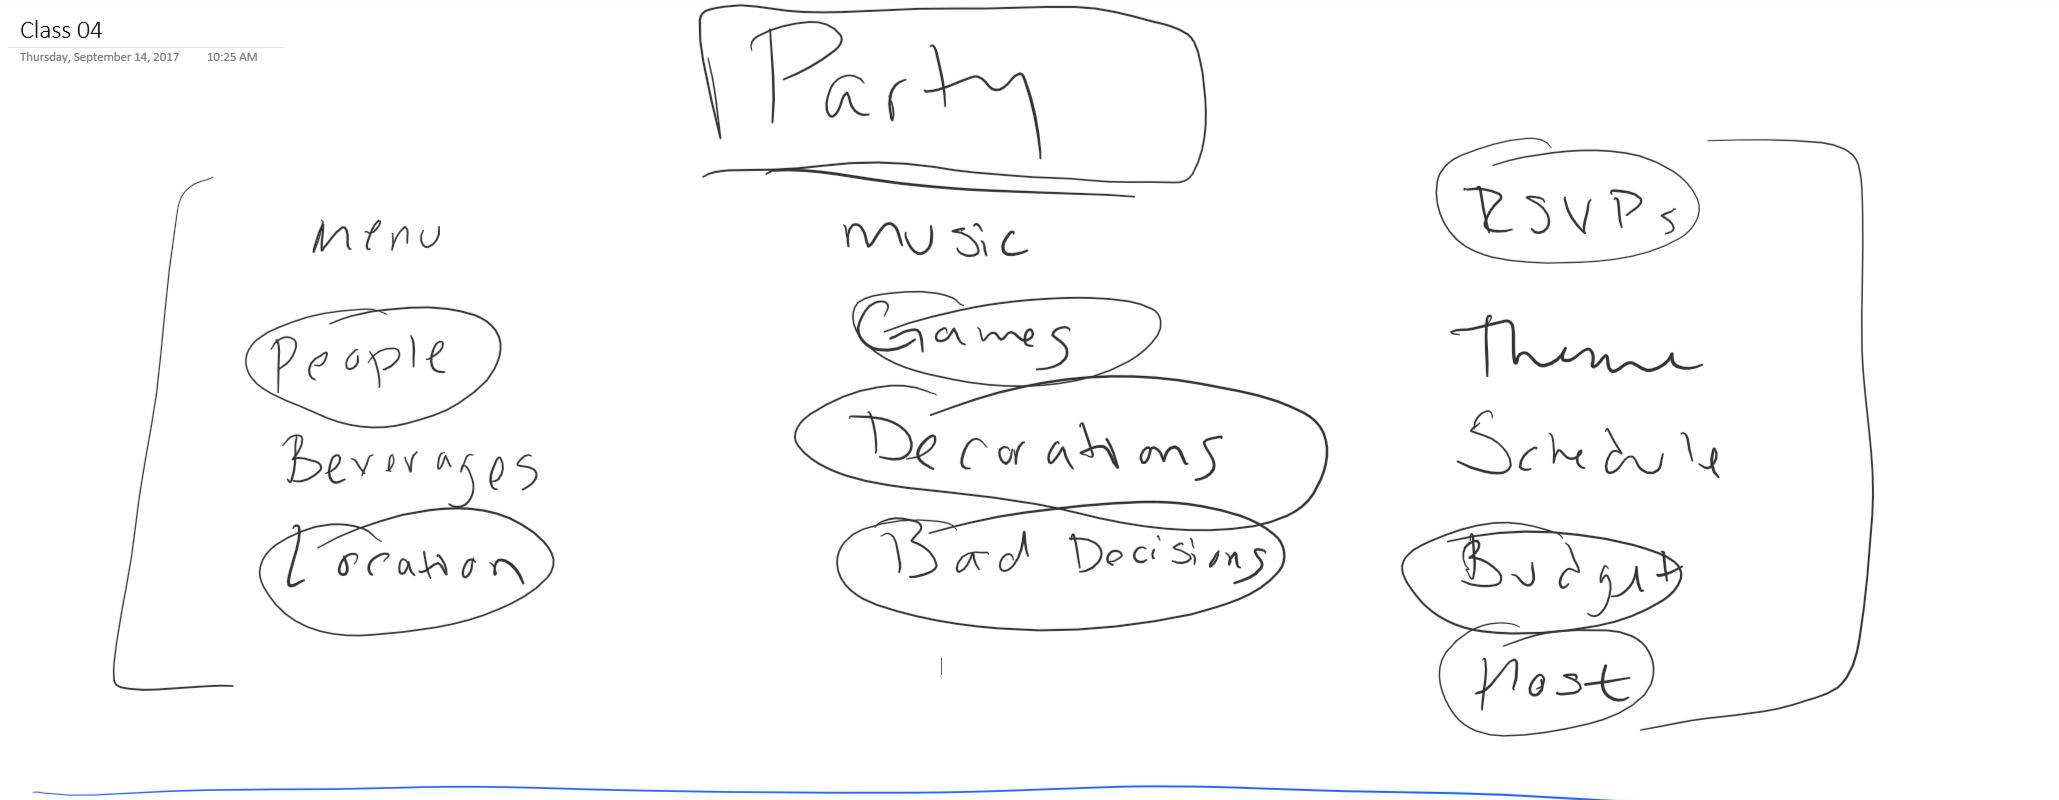 Class 04
Thursday, September 14, 2017 10:25 AM
Party
Menu
People
Beverages
Location
Music
Games
Decorations
Bad Decisions
RSVPs
Theme
Schedule
Budget
Host